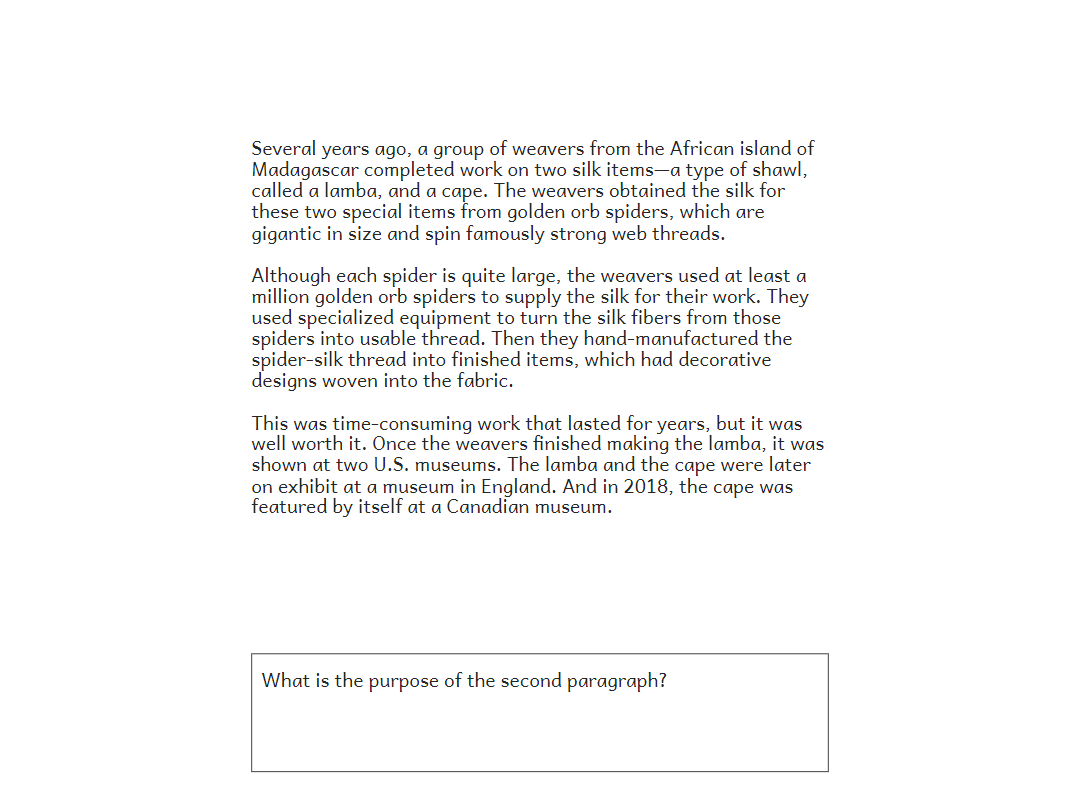 Several years ago, a group of weavers from the African island of
Madagascar completed work on two silk items—a type of shawl,
called a lamba, and a cape. The weavers obtained the silk for
these two special items from golden orb spiders, which are
gigantic in size and spin famously strong web threads.
Although each spider is quite large, the weavers used at least a
million golden orb spiders to supply the silk for their work. They
used specialized equipment to turn the silk fibers from those
spiders into usable thread. Then they hand-manufactured the
spider-silk thread into finished items, which had decorative
designs woven into the fabric.
This was time-consuming work that lasted for years, but it was
well worth it. Once the weavers finished making the lamba, it was
shown at two U.S. museums. The lamba and the cape were later
on exhibit at a museum in England. And in 2018, the cape was
featured by itself at a Canadian museum.
What is the purpose of the second paragraph?